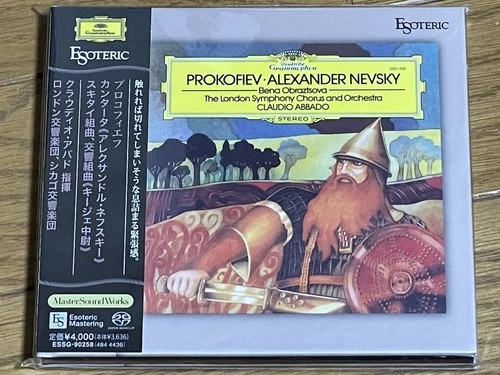 Deutsche
Grammophon
ESOTERIC
触れれば切れてしまいそうな息詰まる緊張感。
プロコフィエフ
カンタータ《アレクサンドル・ネフスキー》
スキタイ組曲、交響組曲《キージェ中尉》
クラウディオ・アバド 指揮
ロンドン交響楽団、シカゴ交響楽団
MasterSoundWorks
ES
Esoteric
Mastering
SUPER AUDIO CD
定価¥4,000(本体¥3,636)
ESSG-90258 (484 4436)
ESOTERIC
Deutsche
Grammophon
PROKOFIEV·ALEXANDER NEVSKY
Elena Obraztsova
The London Symphony Chorus and Orchestra
CLAUDIO ABBADO
STEREO